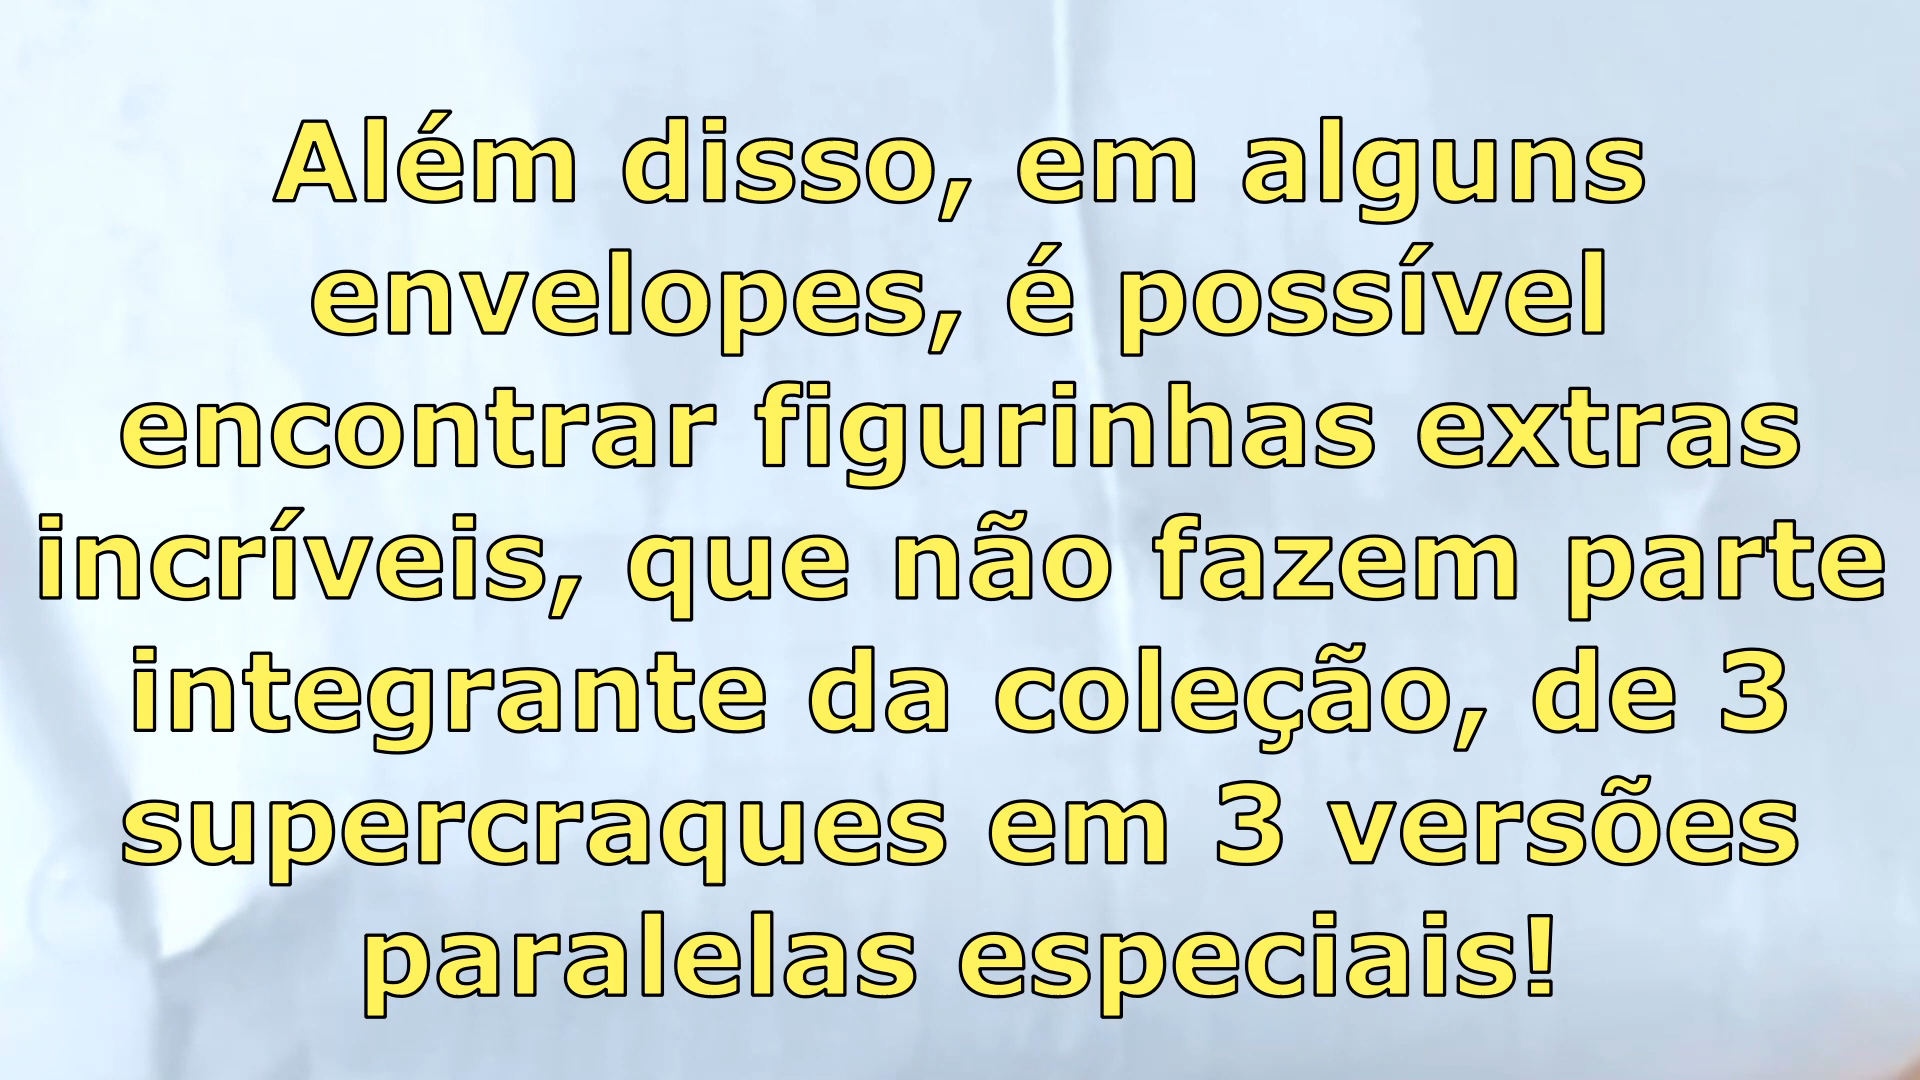 Além disso, em alguns
envelopes, é possível
encontrar figurinhas extras
incríveis, que não fazem parte
integrante da coleção, de 3
supercraques em 3 versões
paralelas especiais!